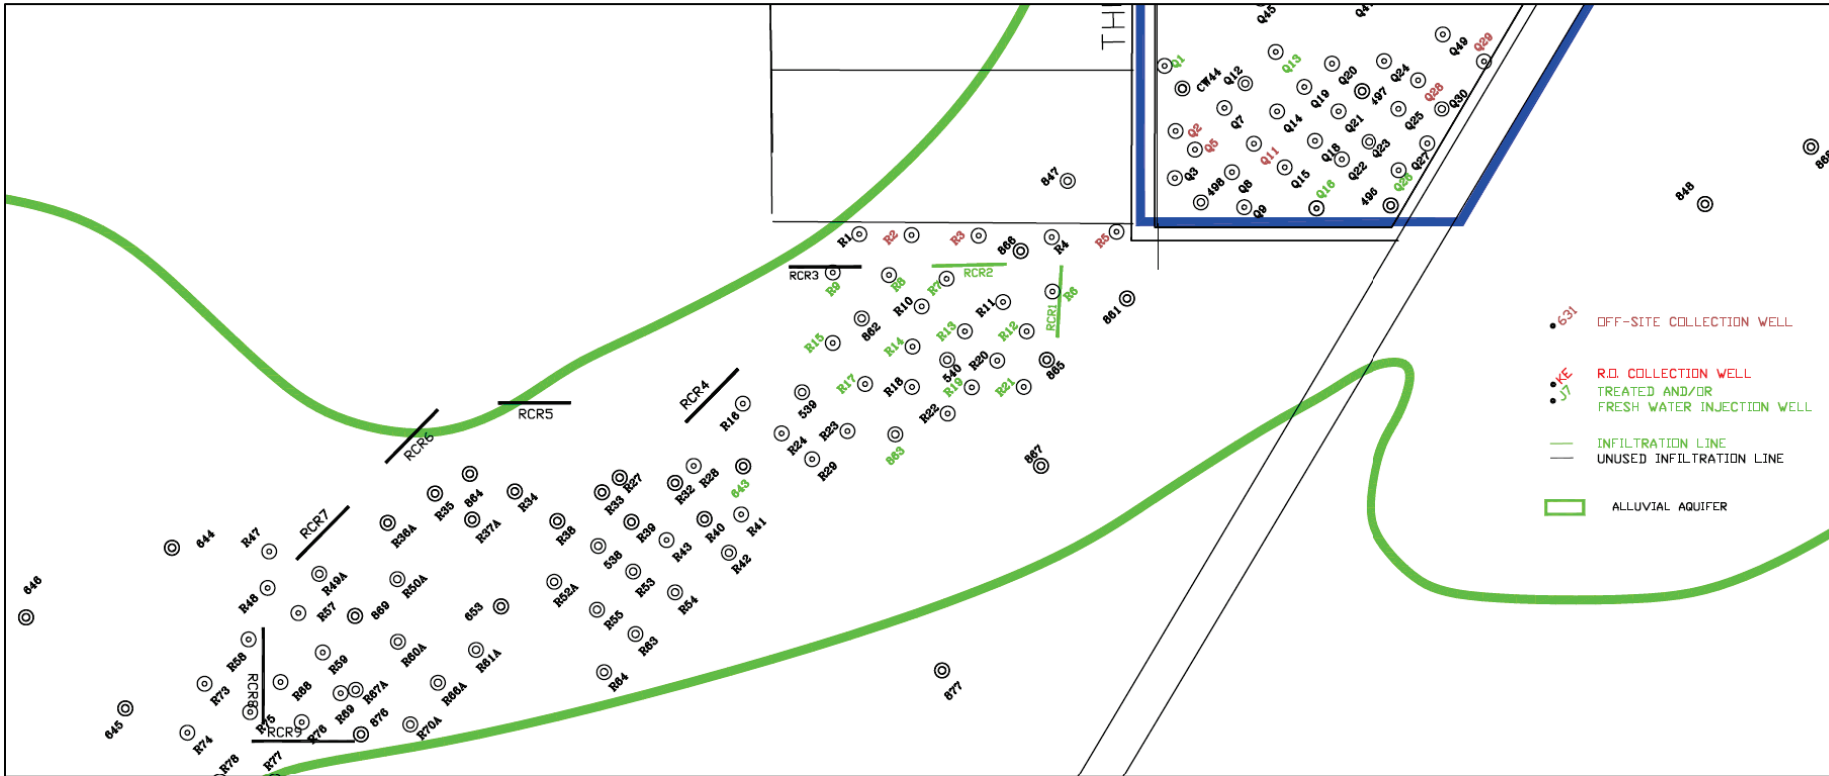 THI
Q45
Q49
Q29
Q1
CW44
Q12
Q13
Q20
Q24
Q19
497
Q28
Q30
Q7
Q14
Q21
Q25
Q2
Q5
Q11
Q18
Q23
Q27
Q3
498
Q8
Q15
Q22
Q16
496
Q26
Q9
847
848
R1
R2
R3
866
R4
R5
RCR3
R9
R8
R7
RCR2
R6
RCR1
R10
R11
861
862
R15
R14
R13
R12
R17
R18
540
R20
R19
R21
865
R22
RCR4
R16
539
R24
R23
R29
863
867
RCR5
RCR6
RCR7
R35
864
R34
R33
R27
R32
R28
643
R36A
R37A
R38
R39
R40
R41
538
R43
R42
644
R47
646
R48
R49A
R50A
R57
869
653
R52A
R53
R54
R55
R63
R58
R59
R60A
R61A
R64
RCR8
R73
R68
R67A
R69
R66A
645
R74
R75
R76
876
R70A
RCR9
R78
R77
877
631
OFF-SITE COLLECTION WELL
KE
R.O. COLLECTION WELL
J7
TREATED AND/OR
FRESH WATER INJECTION WELL
INFILTRATION LINE
UNUSED INFILTRATION LINE
ALLUVIAL AQUIFER